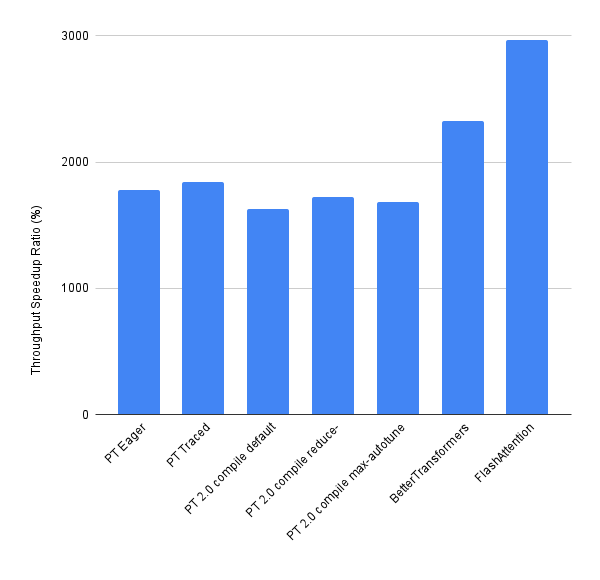 Throughput Speedup Ratio (%)
3000
2000
1000
0
PT Eager
PT Traced
PT 2.0 compile default
PT 2.0 compile reduce-
PT 2.0 compile max-autotune
BetterTransformers
FlashAttention